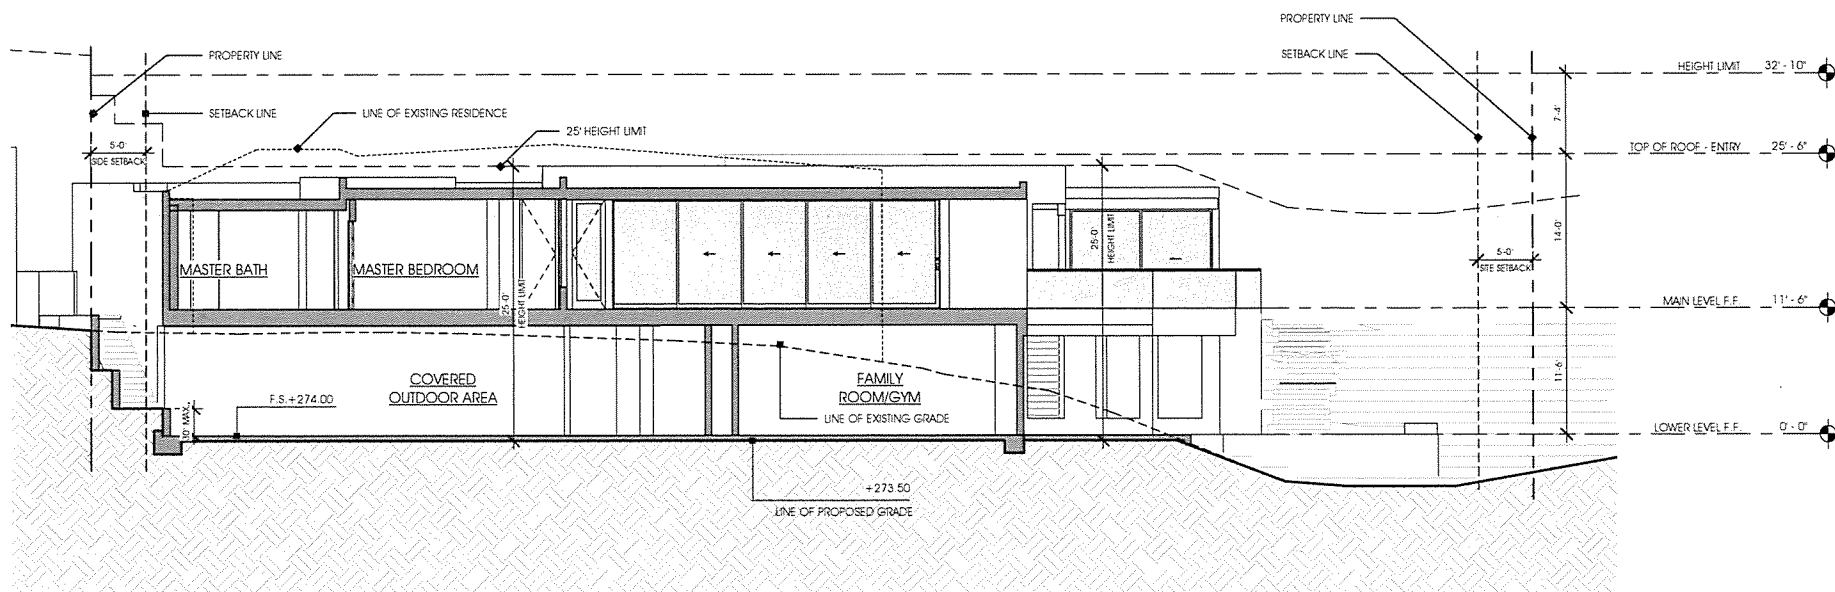 PROPERTY LINE
PROPERTY LINE
SETBACK LINE
HEIGHT LIMIT 32' - 10"
SETBACK LINE
LINE OF EXISTING RESIDENCE
25' HEIGHT LIMIT
7'-4"
5'-0"
SIDE SETBACK
TOP OF ROOF - ENTRY 25' - 6"
14'-0"
25'-0"
HEIGHT LIMIT
5'-0"
SITE SETBACK
MASTER BATH
MASTER BEDROOM
25'-0"
HEIGHT LIMIT
MAIN LEVEL F.F. 11' - 6"
11'-6"
COVERED
OUTDOOR AREA
FAMILY
ROOM/GYM
F.S.+274.00
10' MAX.
LINE OF EXISTING GRADE
LOWER LEVEL F.F. 0' - 0"
+273.50
LINE OF PROPOSED GRADE